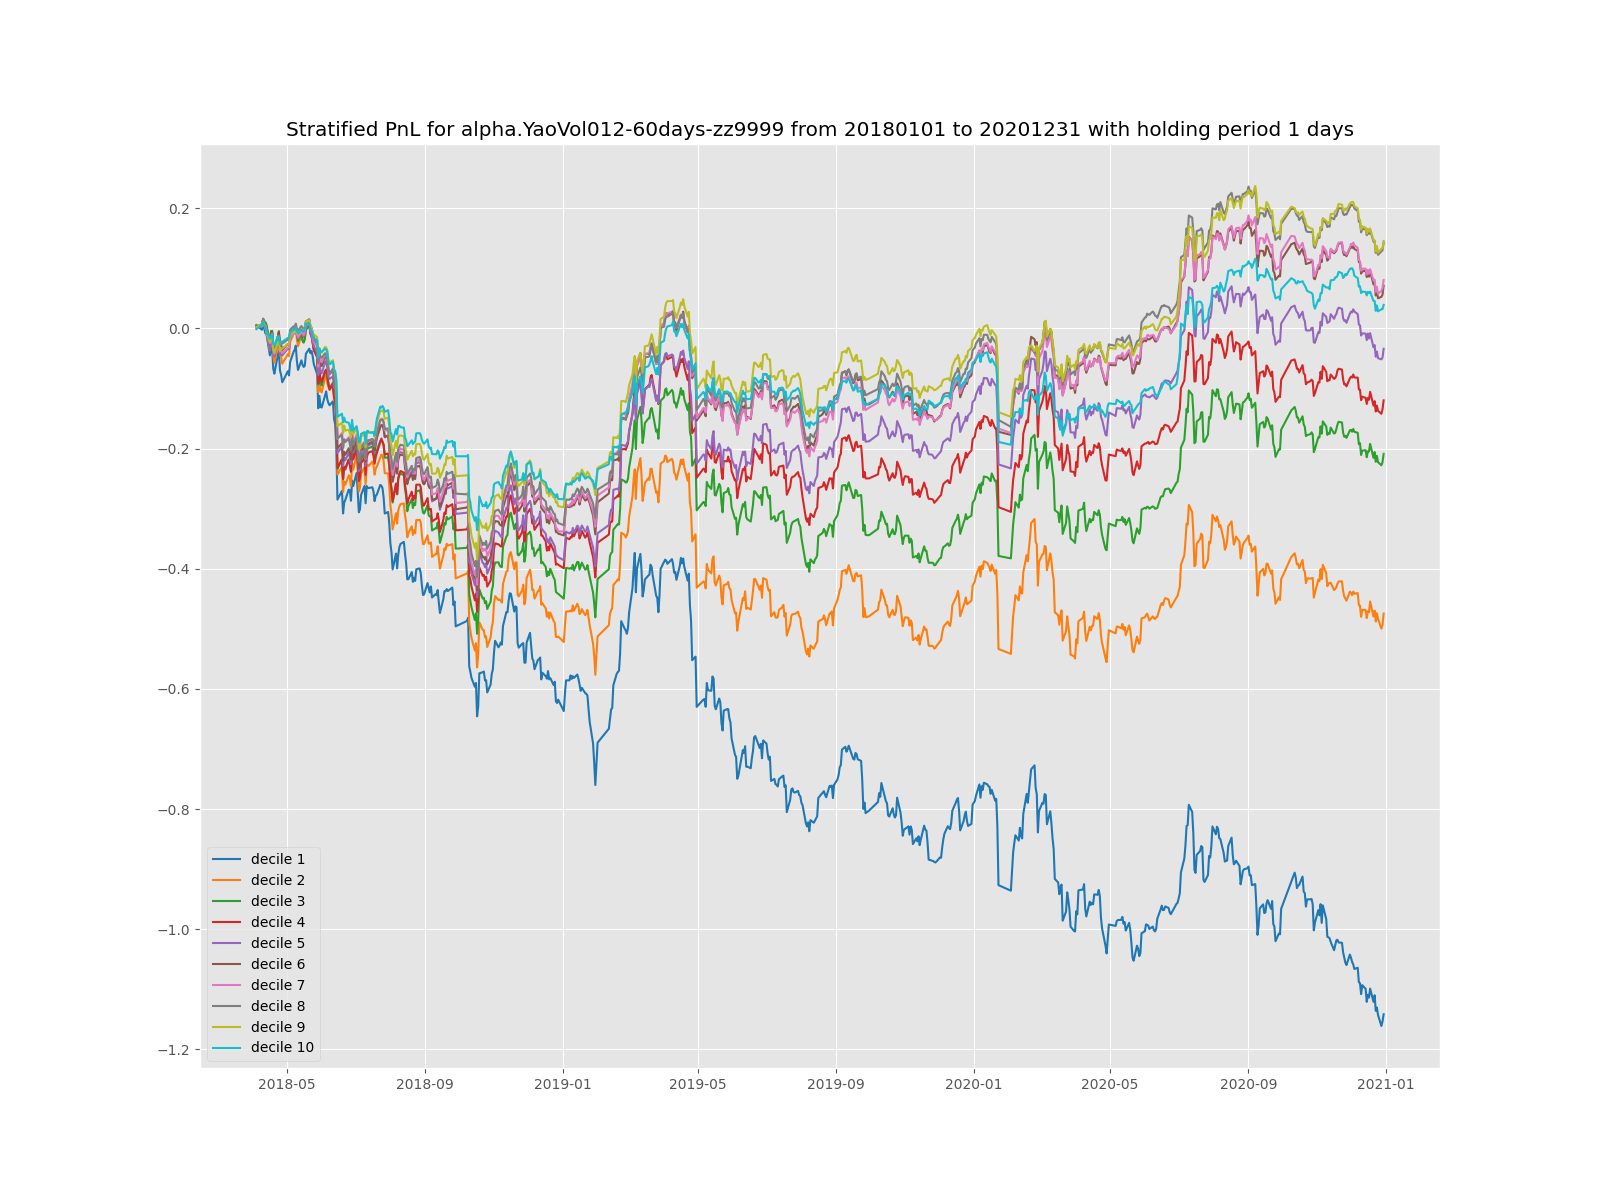 Stratified PnL for alpha.YaoVol012-60days-zz9999 from 20180101 to 20201231 with holding period 1 days
0.2
0.0
−0.2
−0.4
−0.6
−0.8
−1.0
−1.2
decile 1
decile 2
decile 3
decile 4
decile 5
decile 6
decile 7
decile 8
decile 9
decile 10
2018-05 2018-09 2019-01 2019-05 2019-09 2020-01 2020-05 2020-09 2021-01